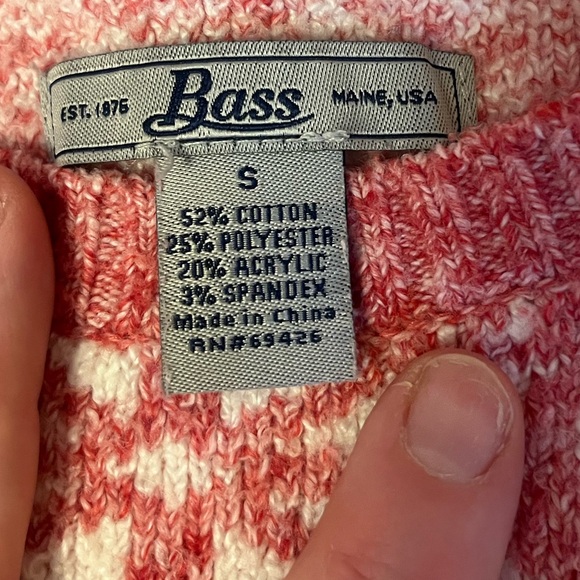 EST. 1876 Bass MAINE, USA
S
52% COTTON
25% POLYESTER
20% ACRYLIC
3% SPANDEX
Made in China
RN#69426